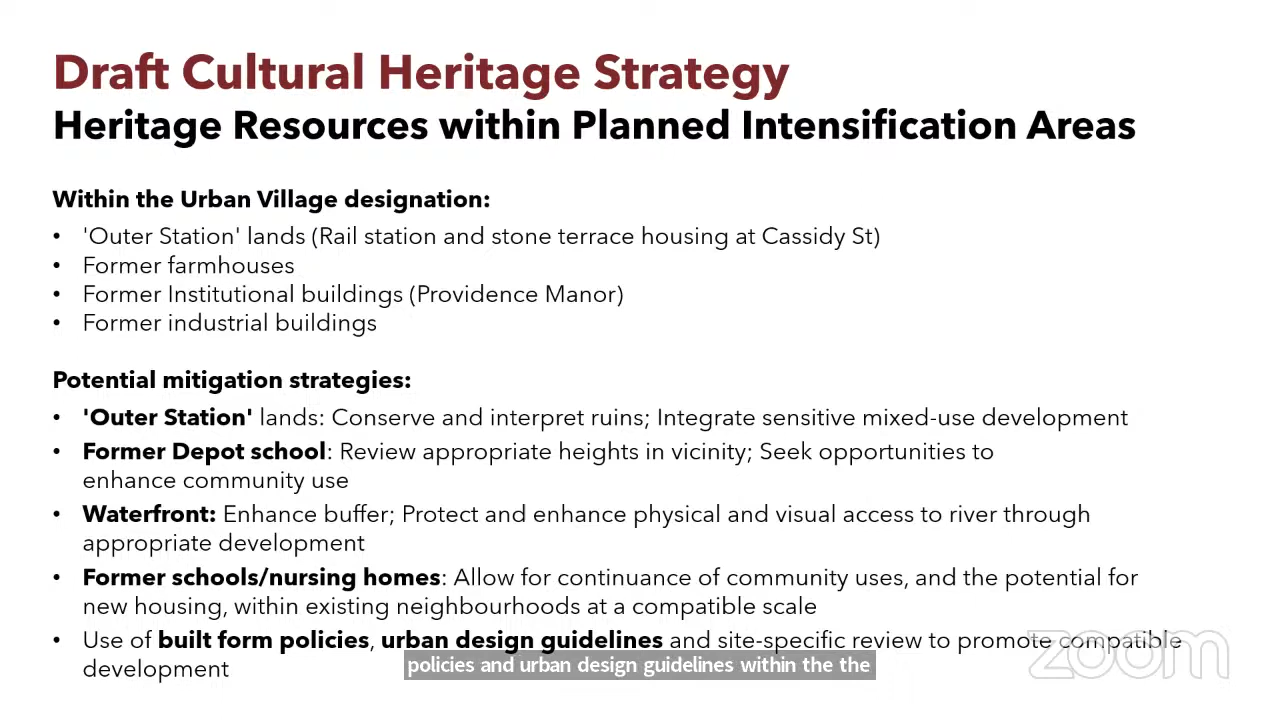 Draft Cultural Heritage Strategy
Heritage Resources within Planned Intensification Areas
Within the Urban Village designation:
• 'Outer Station' lands (Rail station and stone terrace housing at Cassidy St)
• Former farmhouses
• Former Institutional buildings (Providence Manor)
• Former industrial buildings
Potential mitigation strategies:
• 'Outer Station' lands: Conserve and interpret ruins; Integrate sensitive mixed-use development
• Former Depot school: Review appropriate heights in vicinity; Seek opportunities to
enhance community use
• Waterfront: Enhance buffer; Protect and enhance physical and visual access to river through
appropriate development
• Former schools/nursing homes: Allow for continuance of community uses, and the potential for
new housing, within existing neighbourhoods at a compatible scale
• Use of built form policies, urban design guidelines and site-specific review to promote compatible
development
policies and urban design guidelines within the the
zoom